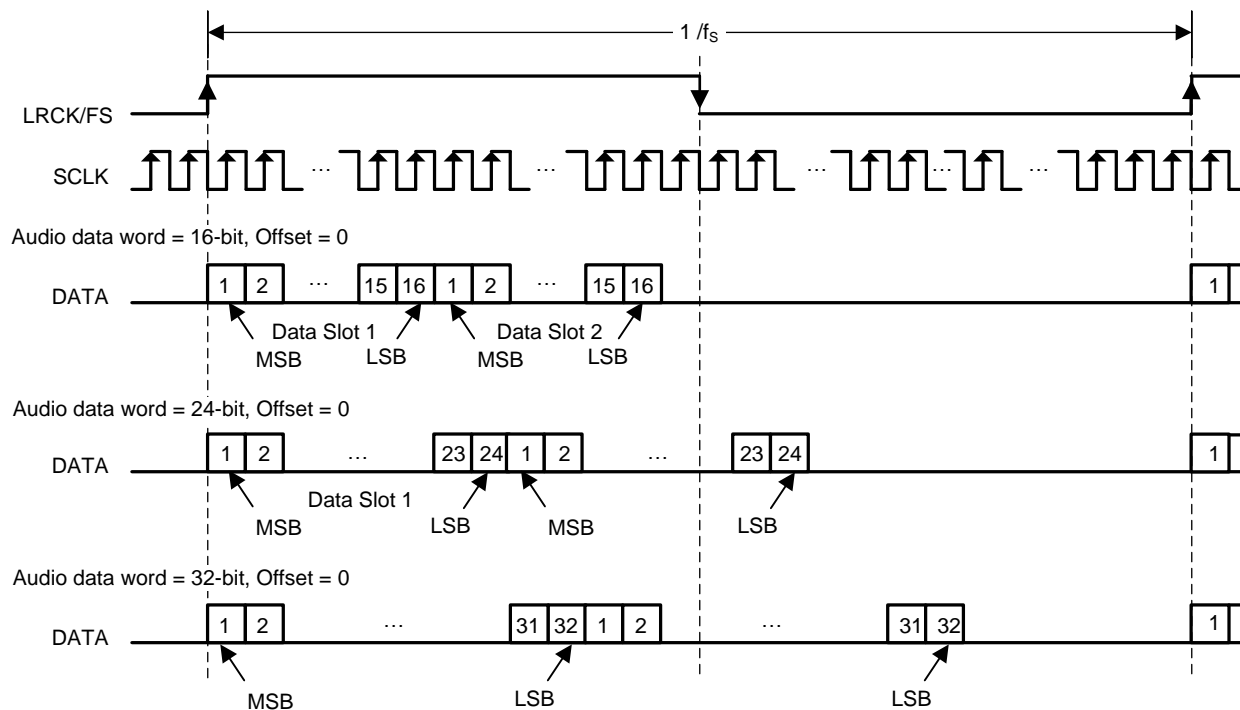 1 /fS
LRCK/FS
SCLK
... ... ... ... ...
Audio data word = 16-bit, Offset = 0
DATA 1 2 ... 15 16 1 2 ... 15 16 1
Data Slot 1 Data Slot 2
MSB LSB MSB LSB
Audio data word = 24-bit, Offset = 0
DATA 1 2 ... 23 24 1 2 ... 23 24 1
Data Slot 1
MSB LSB MSB LSB
Audio data word = 32-bit, Offset = 0
DATA 1 2 ... 31 32 1 2 ... 31 32 1
MSB LSB LSB